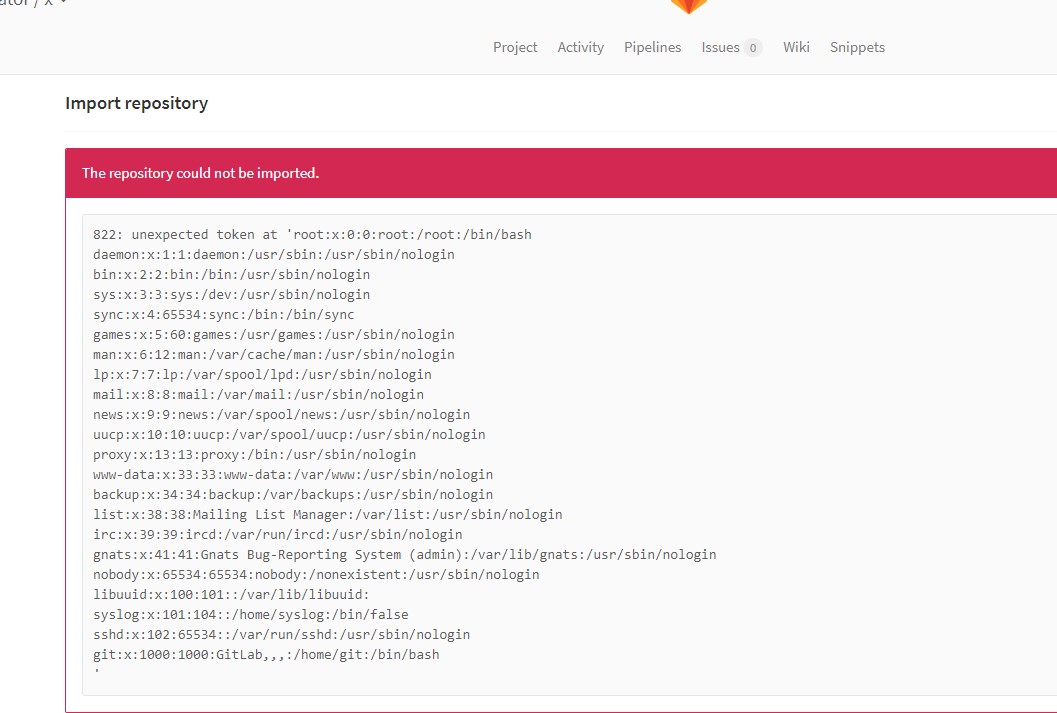 ator / x
Project Activity Pipelines Issues 0 Wiki Snippets
Import repository
The repository could not be imported.
822: unexpected token at 'root:x:0:0:root:/root:/bin/bash
daemon:x:1:1:daemon:/usr/sbin:/usr/sbin/nologin
bin:x:2:2:bin:/bin:/usr/sbin/nologin
sys:x:3:3:sys:/dev:/usr/sbin/nologin
sync:x:4:65534:sync:/bin:/bin/sync
games:x:5:60:games:/usr/games:/usr/sbin/nologin
man:x:6:12:man:/var/cache/man:/usr/sbin/nologin
lp:x:7:7:lp:/var/spool/lpd:/usr/sbin/nologin
mail:x:8:8:mail:/var/mail:/usr/sbin/nologin
news:x:9:9:news:/var/spool/news:/usr/sbin/nologin
uucp:x:10:10:uucp:/var/spool/uucp:/usr/sbin/nologin
proxy:x:13:13:proxy:/bin:/usr/sbin/nologin
www-data:x:33:33:www-data:/var/www:/usr/sbin/nologin
backup:x:34:34:backup:/var/backups:/usr/sbin/nologin
list:x:38:38:Mailing List Manager:/var/list:/usr/sbin/nologin
irc:x:39:39:ircd:/var/run/ircd:/usr/sbin/nologin
gnats:x:41:41:Gnats Bug-Reporting System (admin):/var/lib/gnats:/usr/sbin/nologin
nobody:x:65534:65534:nobody:/nonexistent:/usr/sbin/nologin
libuuid:x:100:101::/var/lib/libuuid:
syslog:x:101:104::/home/syslog:/bin/false
sshd:x:102:65534::/var/run/sshd:/usr/sbin/nologin
git:x:1000:1000:GitLab,,,:/home/git:/bin/bash
'